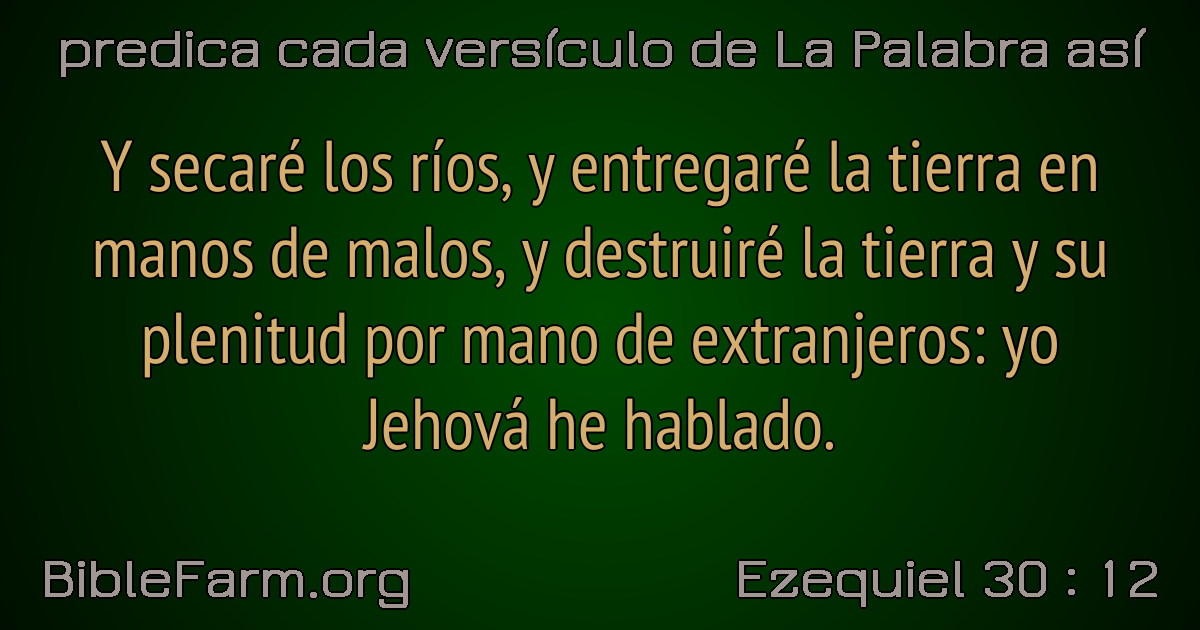 predica cada versículo de La Palabra así
Y secaré los ríos, y entregaré la tierra en
manos de malos, y destruiré la tierra y su
plenitud por mano de extranjeros: yo
Jehová he hablado.
BibleFarm.org
Ezequiel 30 : 12